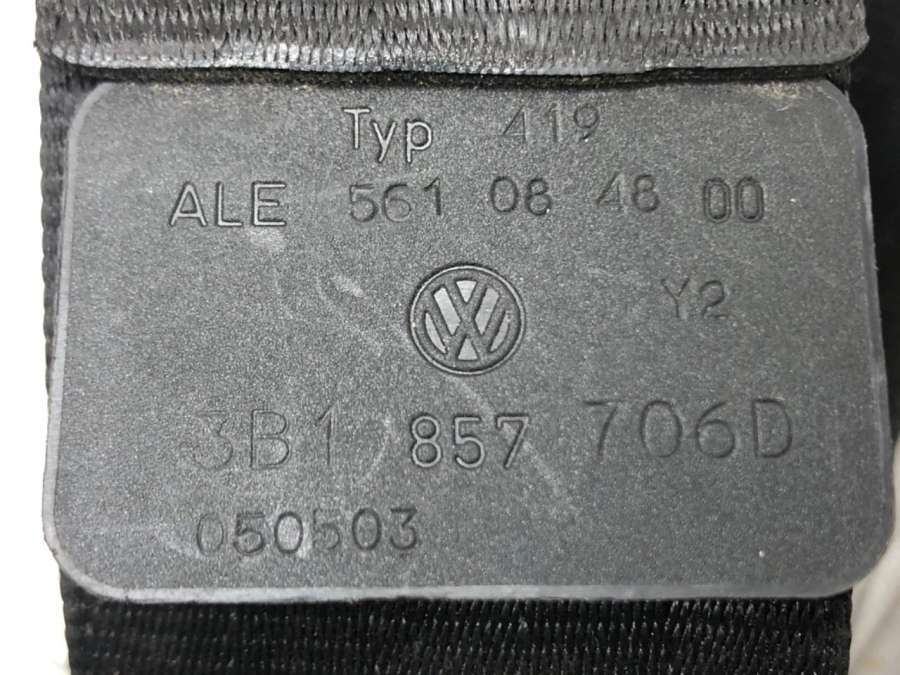 Typ 419
ALE 561 08 48 00
Y2
3B1 857 706D
050503